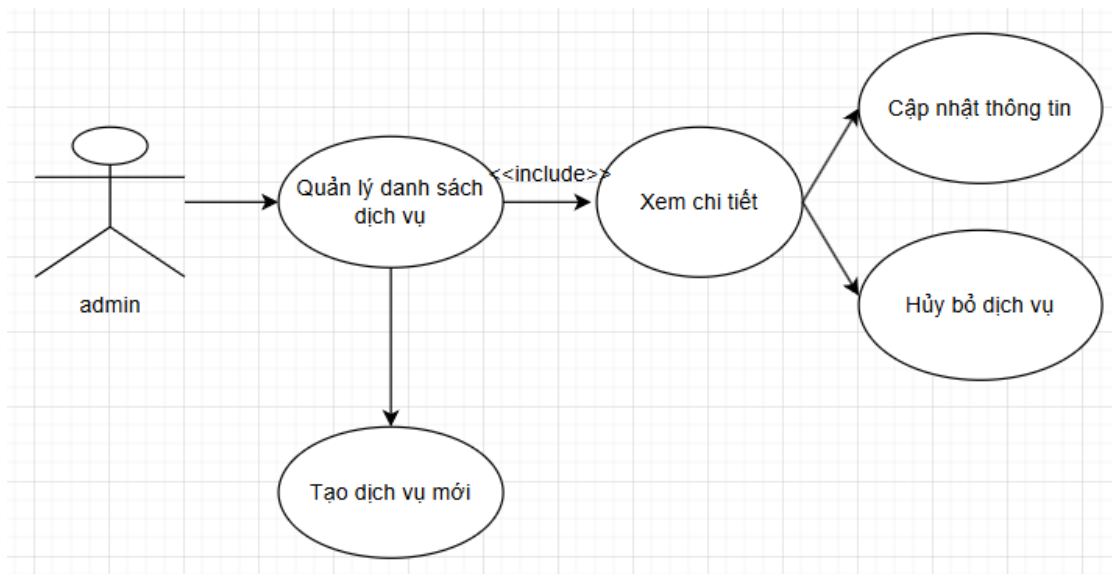 Cập nhật thông tin
<<include>>
Quản lý danh sách
dịch vụ
Xem chi tiết
admin
Hủy bỏ dịch vụ
Tạo dịch vụ mới